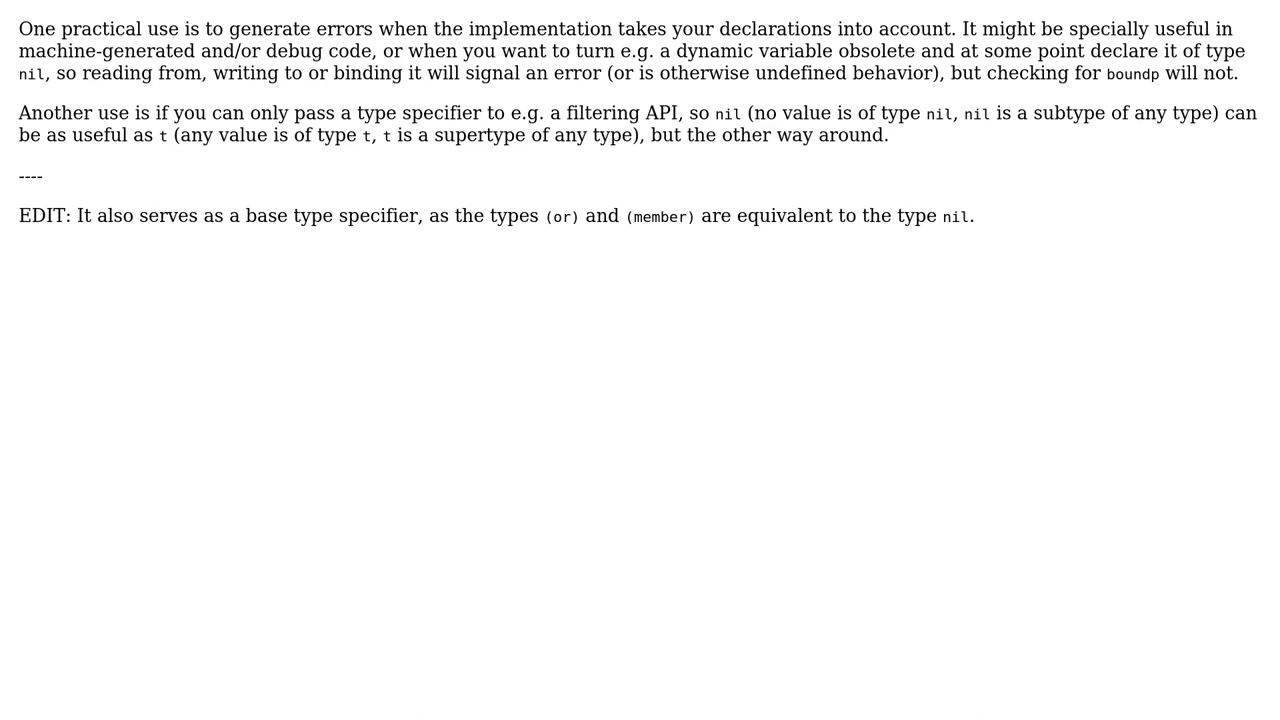 One practical use is to generate errors when the implementation takes your declarations into account. It might be specially useful in
machine-generated and/or debug code, or when you want to turn e.g. a dynamic variable obsolete and at some point declare it of type
nil, so reading from, writing to or binding it will signal an error (or is otherwise undefined behavior), but checking for boundp will not.
Another use is if you can only pass a type specifier to e.g. a filtering API, so nil (no value is of type nil, nil is a subtype of any type) can
be as useful as t (any value is of type t, t is a supertype of any type), but the other way around.
----
EDIT: It also serves as a base type specifier, as the types (or) and (member) are equivalent to the type nil.